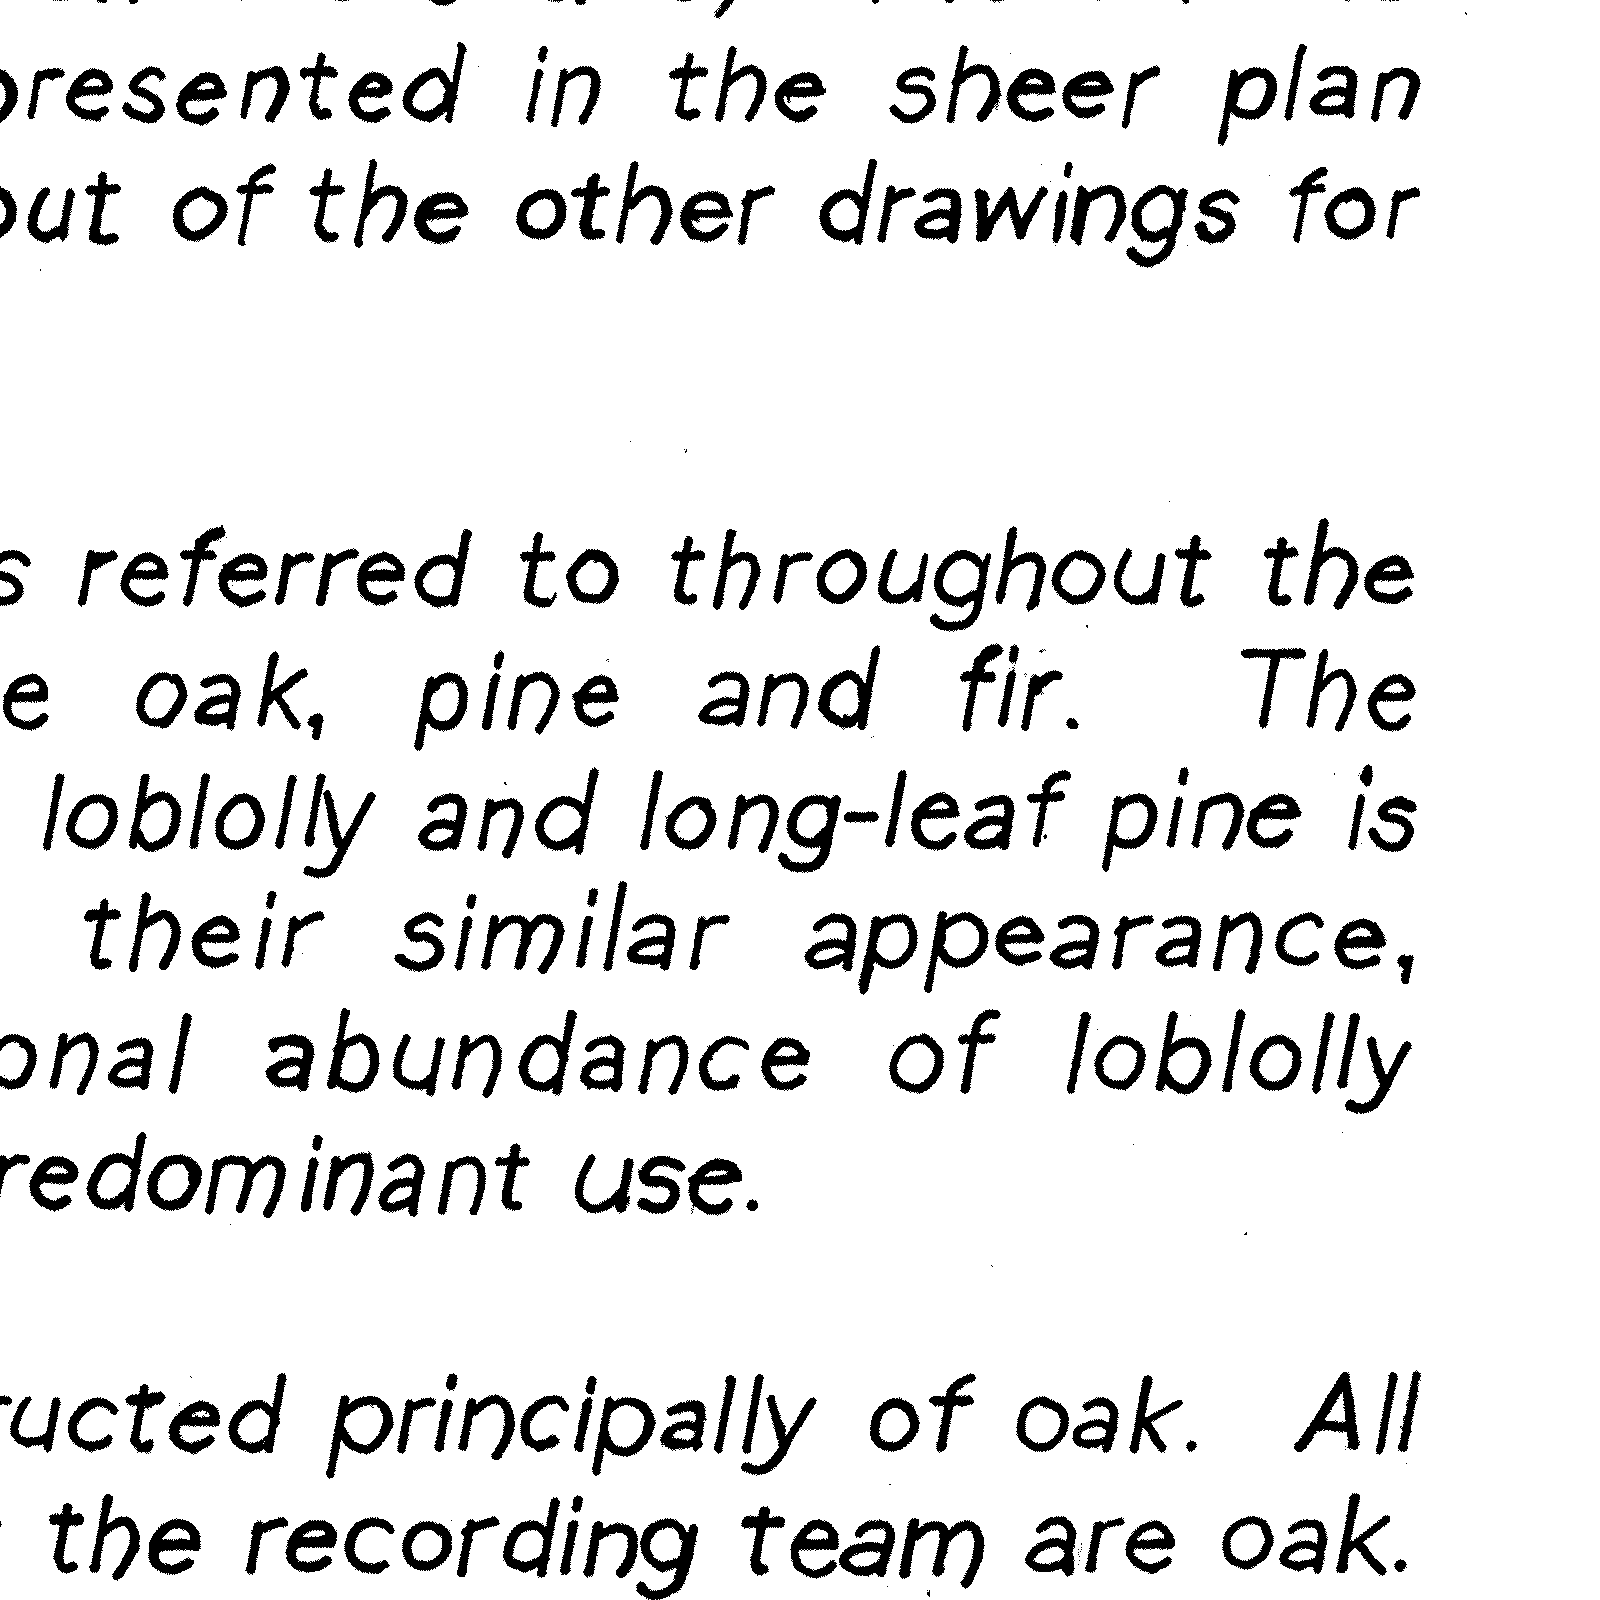 presented in the sheer plan
out of the other drawings for
referred to throughout the
oak, pine and fir. The
loblolly and long-leaf pine is
their similar appearance,
onal abundance of loblolly
redominant use.
ructed principally of oak. All
the recording team are oak.